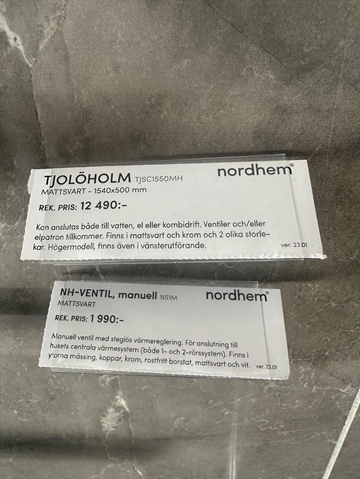 TJOLÖHOLM TJSC1550MH nordhem®
MATTSVART - 1540x500 mm
REK. PRIS: 12 490:-
Kan anslutas både till vatten, el eller kombidrift. Ventiler och/eller
elpatron tillkommer. Finns i mattsvart och krom och 2 olika storle-
kar. Högermodell, finns även i vänsterutförande. ver. 23.01
NH-VENTIL, manuell NS1M nordhem®
MATTSVART
REK. PRIS: 1 990:-
Manuell ventil med steglös värmereglering. För anslutning till
husets centrala värmesystem (både 1- och 2-rörssystem). Finns i
ytorna mässing, koppar, krom, rostfritt borstat, mattsvart och vit. ver. 23.01